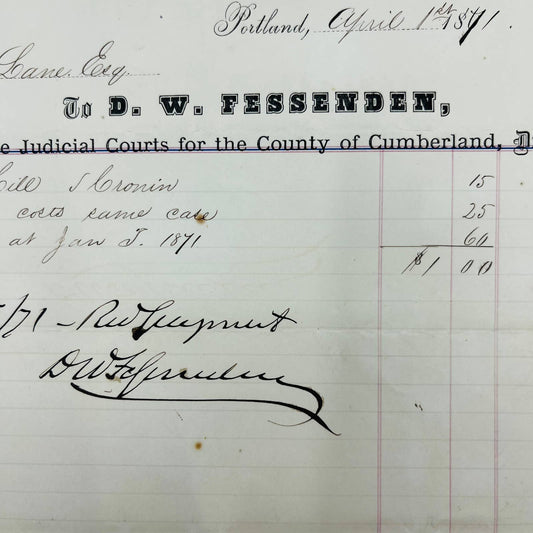 Portland, April 1st 1871.
Lane Esq
To D. W. FESSENDEN,
e Judicial Courts for the County of Cumberland, D
Cronin 15
costs same case 25
at Jan J. 1871 60
$1 00
/71 - Rec'd payment
D W Fessenden